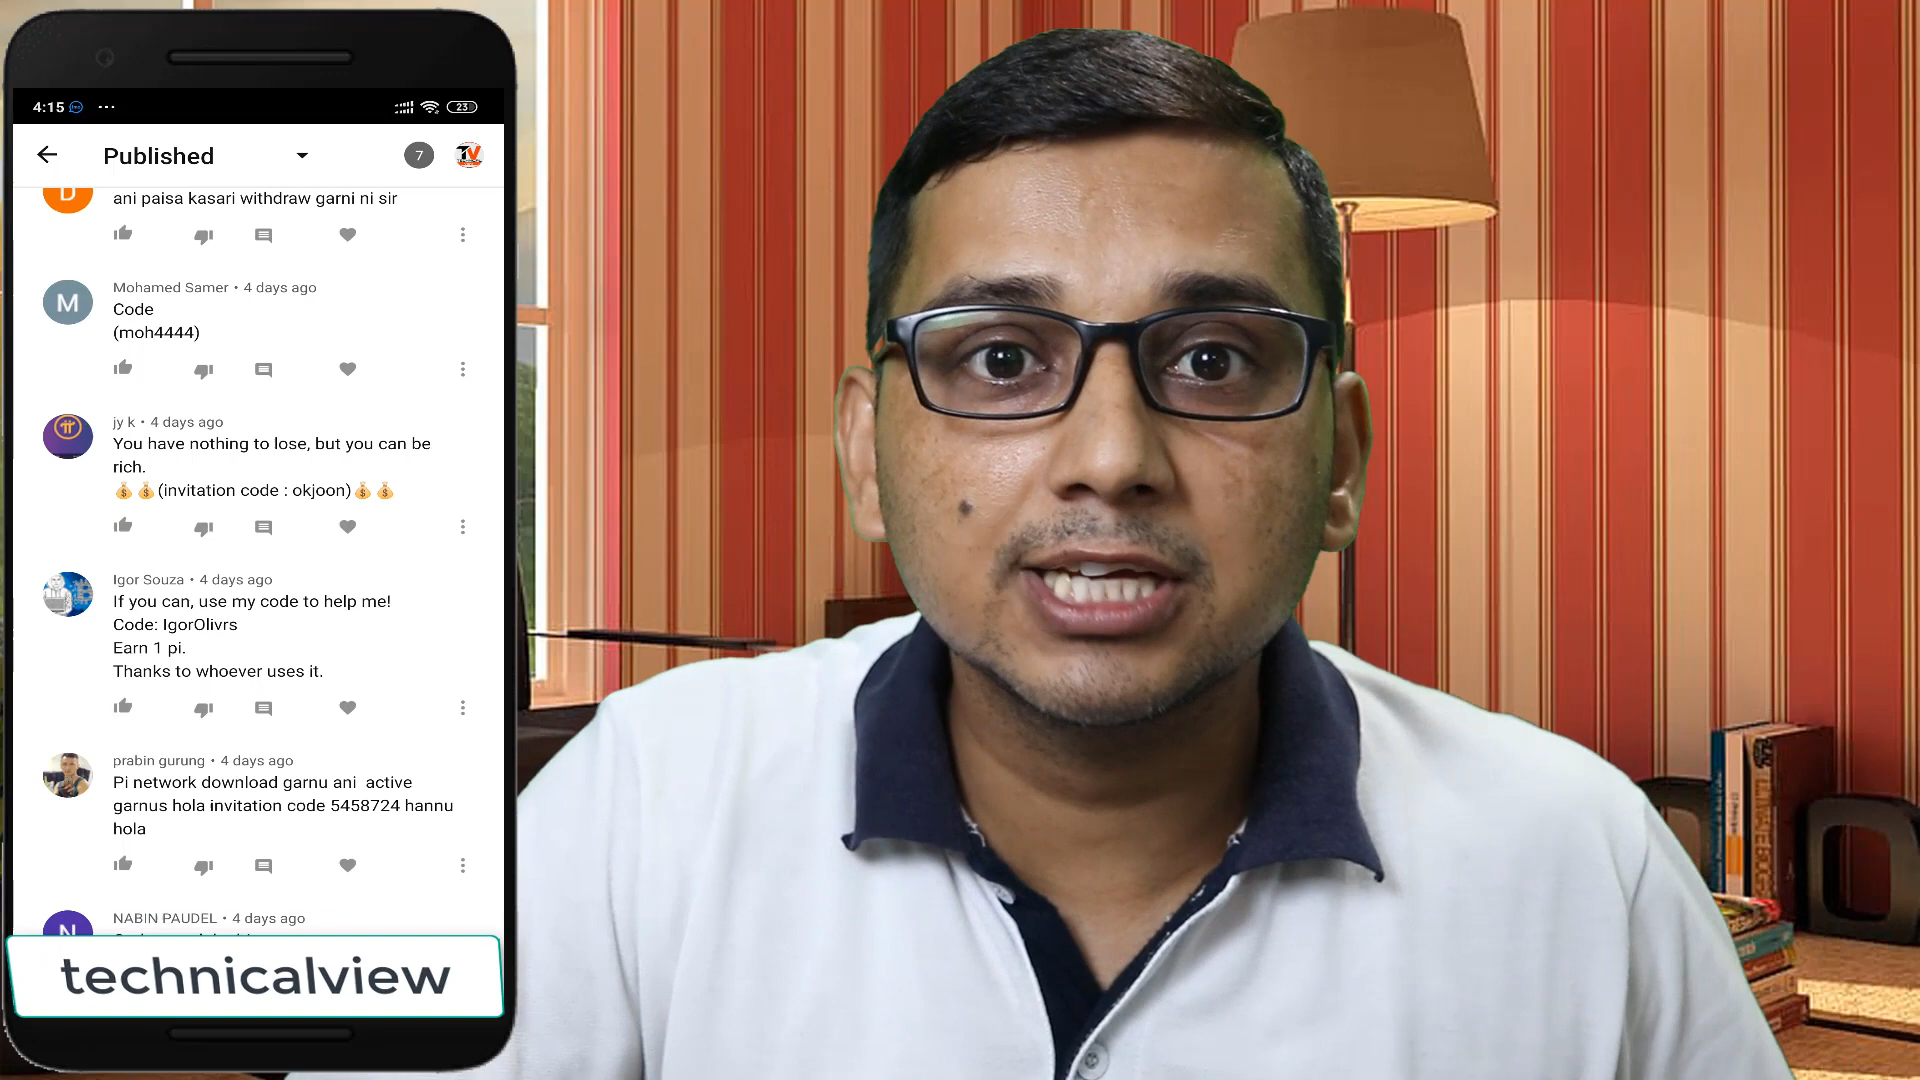 4:15
23
Published
7
TV
D
ani paisa kasari withdraw garni ni sir
Mohamed Samer • 4 days ago
M
Code
(moh4444)
jy k • 4 days ago
You have nothing to lose, but you can be
rich.
💰 💰(invitation code : okjoon)💰 💰
Igor Souza • 4 days ago
If you can, use my code to help me!
Code: IgorOlivrs
Earn 1 pi.
Thanks to whoever uses it.
prabin gurung • 4 days ago
Pi network download garnu ani active
garnus hola invitation code 5458724 hannu
hola
NABIN PAUDEL • 4 days ago
N
technicalview